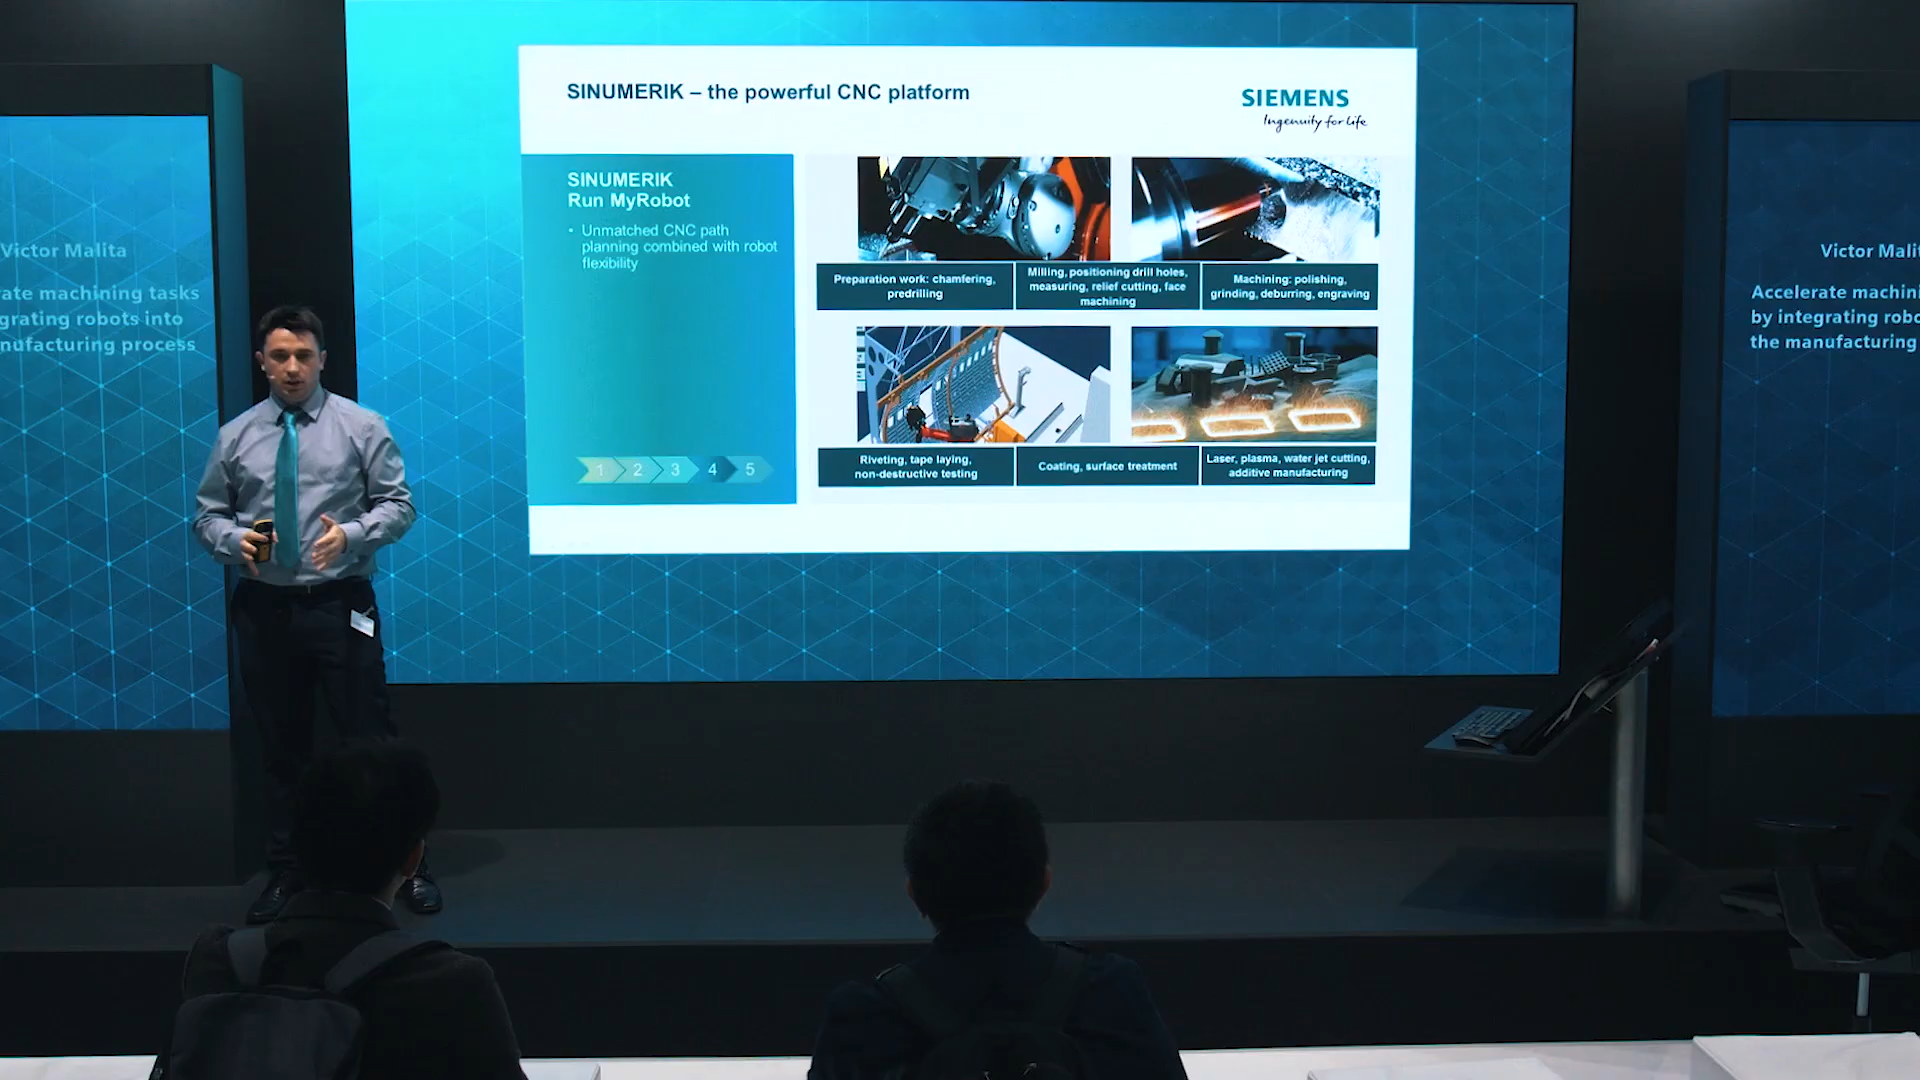 SINUMERIK – the powerful CNC platform
SIEMENS
Ingenuity for life
SINUMERIK
Run MyRobot
• Unmatched CNC path
planning combined with robot
flexibility
1 2 3 4 5
Preparation work: chamfering,
predrilling
Milling, positioning drill holes,
measuring, relief cutting, face
machining
Machining: polishing,
grinding, deburring, engraving
Riveting, tape laying,
non-destructive testing
Coating, surface treatment
Laser, plasma, water jet cutting,
additive manufacturing
Victor Malita
ate machining tasks
grating robots into
nufacturing process
Victor Malit
Accelerate machini
by integrating robo
the manufacturing